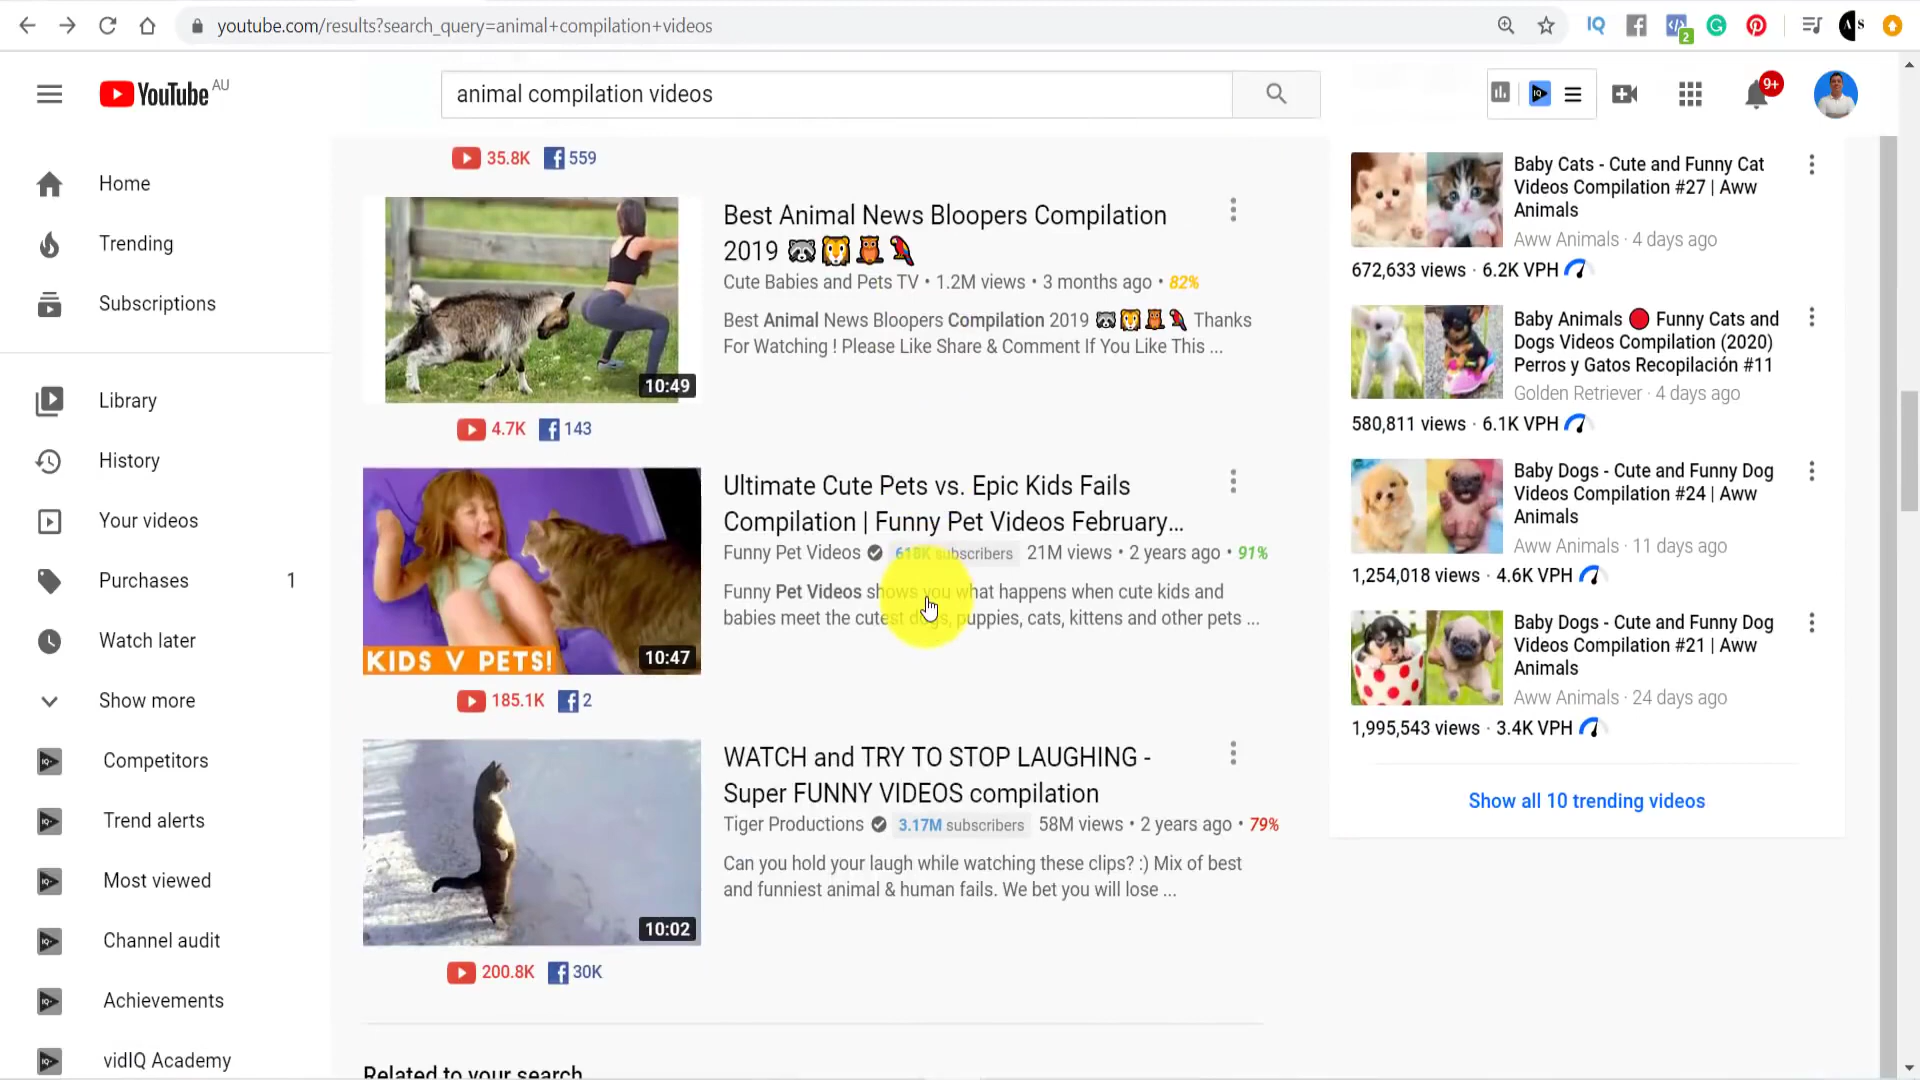 youtube.com/results?search_query=animal+compilation+videos
IQ
2
AS
YouTube AU
animal compilation videos
IQ
9+
Home
Trending
Subscriptions
Library
History
Your videos
Purchases 1
Watch later
Show more
Competitors
Trend alerts
Most viewed
Channel audit
Achievements
vidIQ Academy
35.8K 559
Best Animal News Bloopers Compilation
2019 🦝🐯🦉🦜
Cute Babies and Pets TV • 1.2M views • 3 months ago • 82%
Best Animal News Bloopers Compilation 2019 🦝🐯🦉🦜 Thanks
For Watching ! Please Like Share & Comment If You Like This ...
10:49
4.7K 143
Ultimate Cute Pets vs. Epic Kids Fails
Compilation | Funny Pet Videos February...
Funny Pet Videos 618K subscribers 21M views • 2 years ago • 91%
Funny Pet Videos shows you what happens when cute kids and
babies meet the cutest dogs, puppies, cats, kittens and other pets ...
KIDS V PETS!
10:47
185.1K 2
WATCH and TRY TO STOP LAUGHING -
Super FUNNY VIDEOS compilation
Tiger Productions 3.17M subscribers 58M views • 2 years ago • 79%
Can you hold your laugh while watching these clips? :) Mix of best
and funniest animal & human fails. We bet you will lose ...
10:02
200.8K 30K
Related to your search
Baby Cats - Cute and Funny Cat
Videos Compilation #27 | Aww
Animals
Aww Animals · 4 days ago
672,633 views · 6.2K VPH
Baby Animals 🔴 Funny Cats and
Dogs Videos Compilation (2020)
Perros y Gatos Recopilación #11
Golden Retriever · 4 days ago
580,811 views · 6.1K VPH
Baby Dogs - Cute and Funny Dog
Videos Compilation #24 | Aww
Animals
Aww Animals · 11 days ago
1,254,018 views · 4.6K VPH
Baby Dogs - Cute and Funny Dog
Videos Compilation #21 | Aww
Animals
Aww Animals · 24 days ago
1,995,543 views · 3.4K VPH
Show all 10 trending videos